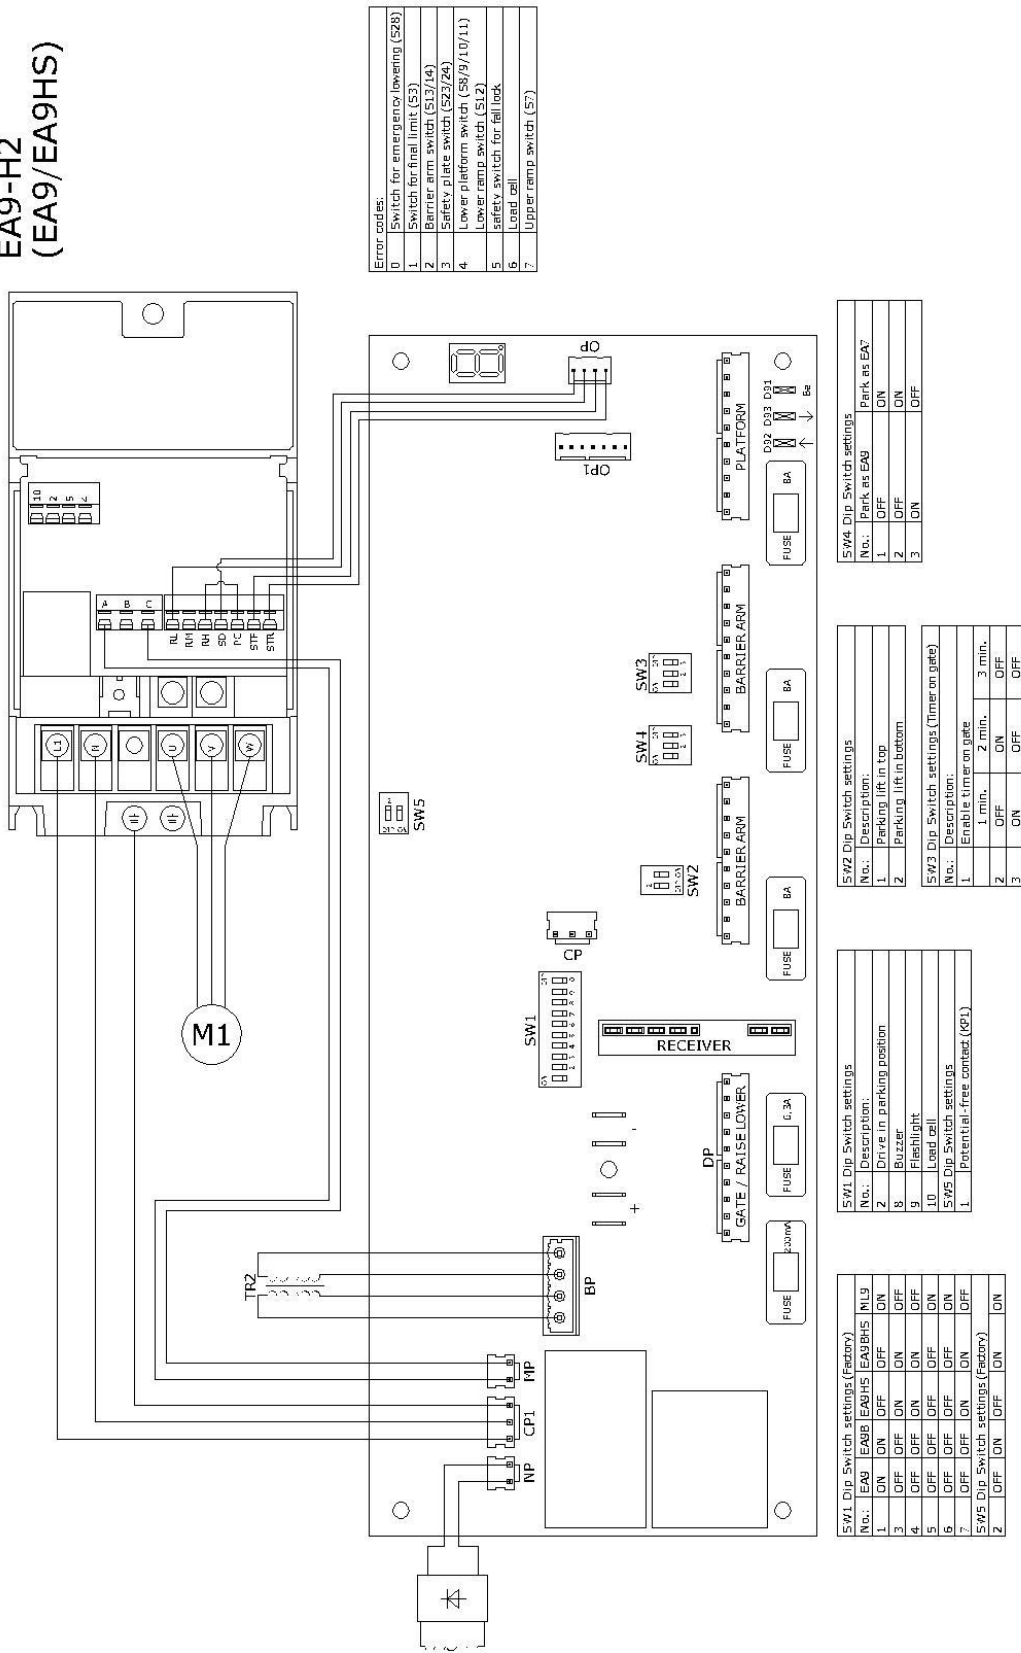 EA9-H2
(EA9/EA9HS)
Error codes:
0 Switch for emergency lowering (S28)
1 Switch for final limit (S3)
2 Barrier arm switch (S13/14)
3 Safety plate switch (S23/24)
4 Lower platform switch (S8/9/10/11)
Lower ramp switch (S12)
5 safety switch for fall lock
6 Load cell
7 Upper ramp switch (S7)
10
2
5
4
A
B
C
RL
RM
RH
SD
PC
STF
STR
L1
N
U
V
W
M1
TR2
OP
OP1
D92 D93 D91
Be
PLATFORM
FUSE 8A
SW3
SW4
BARRIER ARM
FUSE 8A
SW5
SW2
BARRIER ARM
FUSE 8A
CP
SW1
RECEIVER
DP
GATE / RAISE LOWER
FUSE 6,3A
FUSE
+
-
BP
MP
CP1
NP
SW4 Dip Switch settings
No.: Park as EA9 Park as EA7
1 OFF ON
2 OFF ON
3 ON OFF
SW2 Dip Switch settings
No.: Description:
1 Parking lift in top
2 Parking lift in bottom
SW3 Dip Switch settings (Timer on gate)
No.: Description:
1 Enable timer on gate
1 min. 2 min. 3 min.
2 OFF ON OFF
3 ON OFF OFF
SW1 Dip Switch settings
No.: Description:
2 Drive in parking position
8 Buzzer
9 Flashlight
10 Load cell
SW5 Dip Switch settings
1 Potential-free contact (KP1)
SW1 Dip Switch settings (Factory)
No.: EA9 EA9B EA9HS EA9BHS ML9
1 ON ON OFF OFF ON
3 OFF OFF ON ON OFF
4 OFF OFF ON ON OFF
5 OFF OFF OFF OFF ON
6 OFF OFF OFF OFF ON
7 OFF OFF ON ON OFF
SW5 Dip Switch settings (Factory)
2 OFF ON OFF ON ON